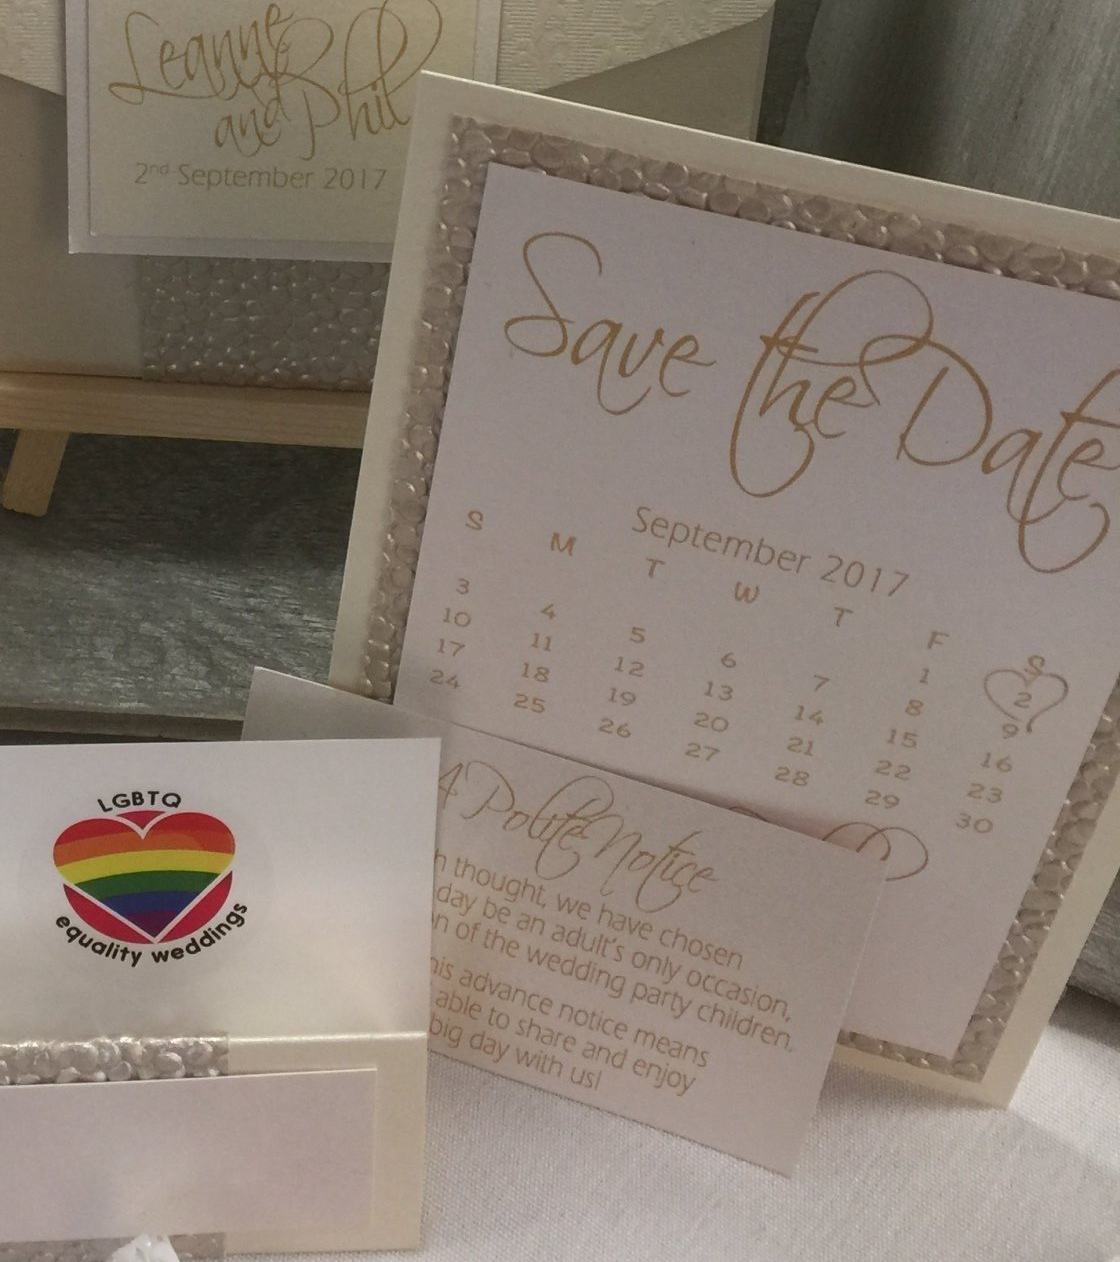 Leanne
and Phil
2nd September 2017
Save the Date
September 2017
S M T W T F S
1 2
3 4 5 6 7 8 9
10 11 12 13 14 15 16
17 18 19 20 21 22 23
24 25 26 27 28 29 30
A Polite Notice
thought, we have chosen
day be an adult's only occasion,
of the wedding party children.
advance notice means
able to share and enjoy
big day with us!
LGBTQ
equality weddings